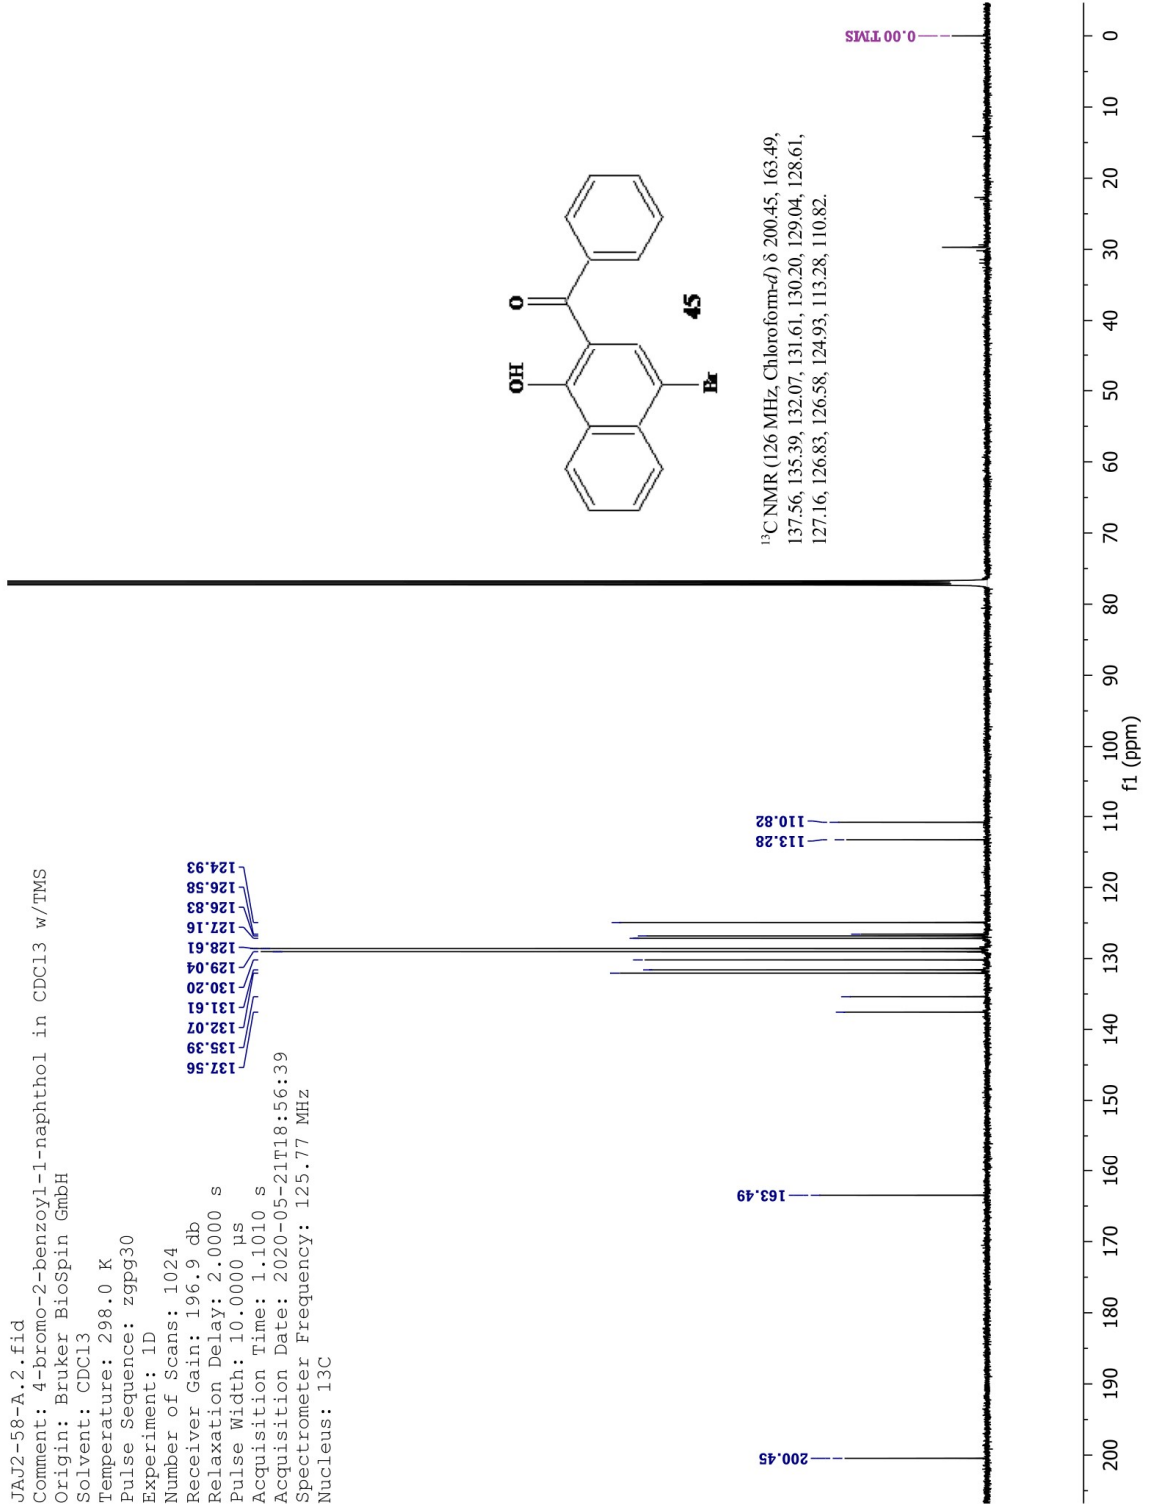 JAJ2-58-A.2.fid
Comment: 4-bromo-2-benzoyl-1-naphthol in CDCl3 w/TMS
Origin: Bruker BioSpin GmbH
Solvent: CDCl3
Temperature: 298.0 K
Pulse Sequence: zgpg30
Experiment: 1D
Number of Scans: 1024
Receiver Gain: 196.9 db
Relaxation Delay: 2.0000 s
Pulse Width: 10.0000 µs
Acquisition Time: 1.1010 s
Acquisition Date: 2020-05-21T18:56:39
Spectrometer Frequency: 125.77 MHz
Nucleus: 13C
200.45
163.49
137.56
135.39
132.07
131.61
130.20
129.04
128.61
127.16
126.83
126.58
124.93
113.28
110.82
0.00 TMS
OH
O
Br
45
¹³C NMR (126 MHz, Chloroform-d) δ 200.45, 163.49,
137.56, 135.39, 132.07, 131.61, 130.20, 129.04, 128.61,
127.16, 126.83, 126.58, 124.93, 113.28, 110.82.
200 190 180 170 160 150 140 130 120 110 100 90 80 70 60 50 40 30 20 10 0
f1 (ppm)